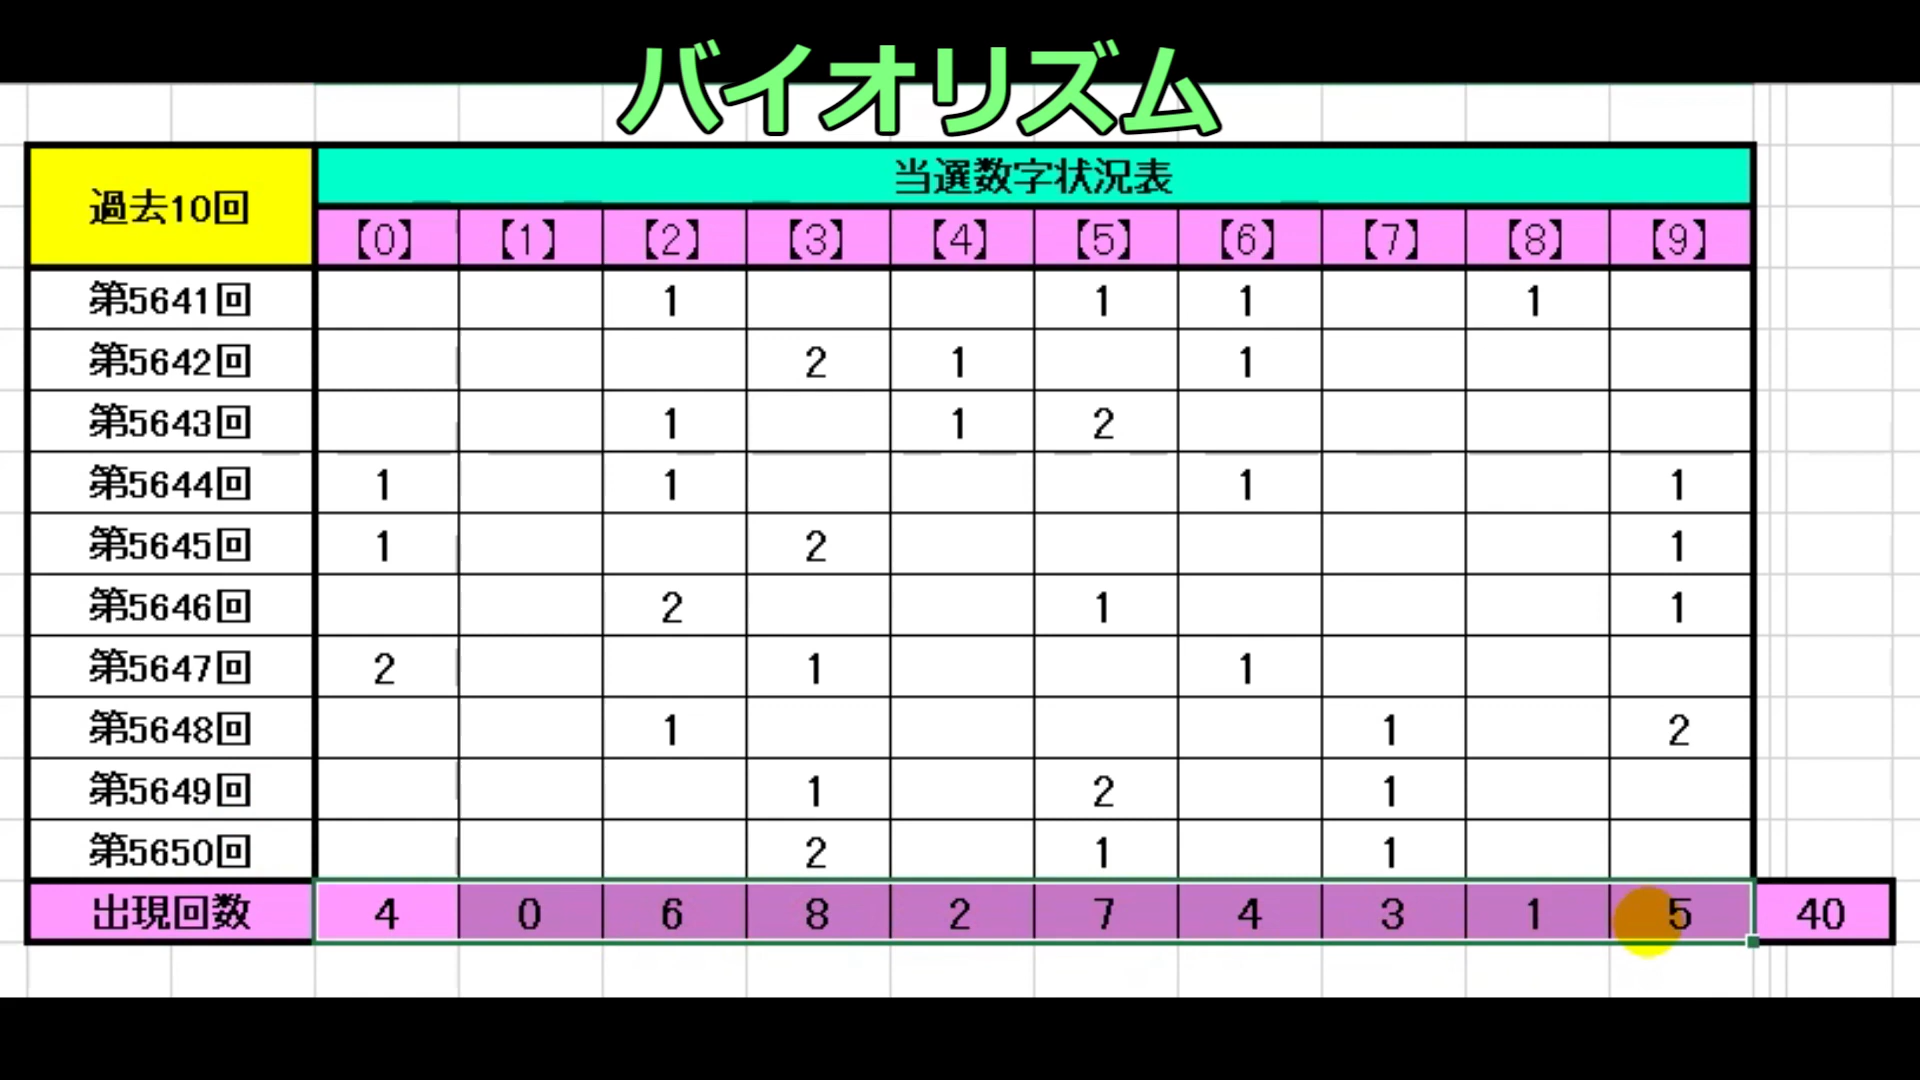 バイオリズム
過去10回 当選数字状況表
【0】 【1】 【2】 【3】 【4】 【5】 【6】 【7】 【8】 【9】
第5641回 1 1 1 1
第5642回 2 1 1
第5643回 1 1 2
第5644回 1 1 1 1
第5645回 1 2 1
第5646回 2 1 1
第5647回 2 1 1
第5648回 1 1 2
第5649回 1 2 1
第5650回 2 1 1
出現回数 4 0 6 8 2 7 4 3 1 5 40